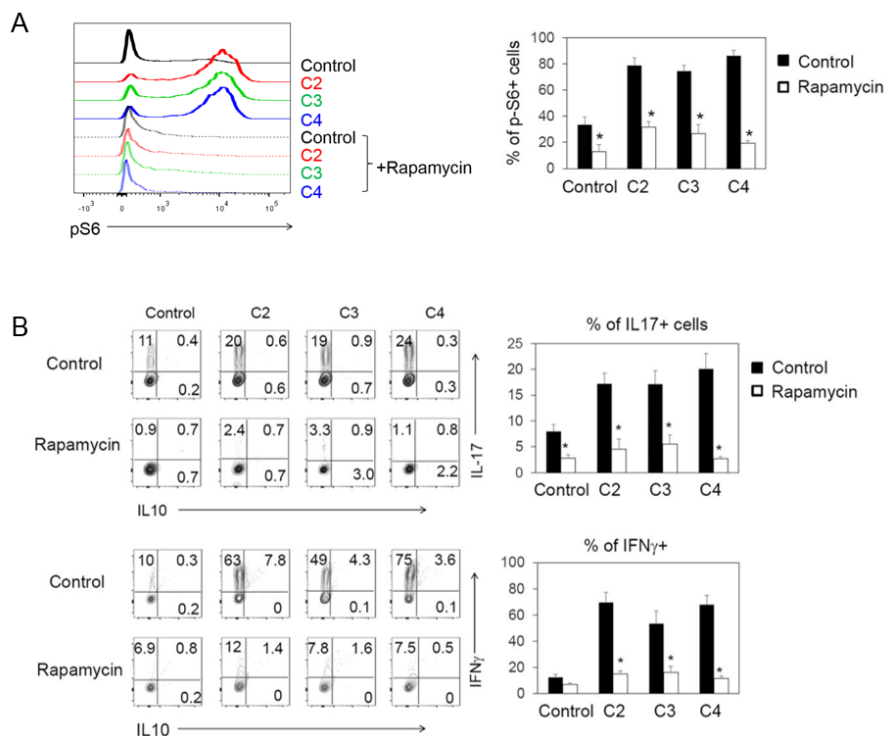 A
Control
C2
C3
C4
Control
C2
C3
C4
+Rapamycin
-10³ 0 10³ 10⁴ 10⁵
pS6
% of p-S6+ cells
100
80
60
40
20
0
* * * *
Control C2 C3 C4
Control
Rapamycin
B
Control C2 C3 C4
Control
11 0.4 20 0.6 19 0.9 24 0.3
0.2 0.6 0.7 0.3
Rapamycin
0.9 0.7 2.4 0.7 3.3 0.9 1.1 0.8
0.7 0.7 3.0 2.2
IL10
IL-17
% of IL17+ cells
25
20
15
10
5
0
* * * *
Control C2 C3 C4
Control
Rapamycin
Control
10 0.3 63 7.8 49 4.3 75 3.6
0.2 0 0.1 0.1
Rapamycin
6.9 0.8 12 1.4 7.8 1.6 7.5 0.5
0.2 0 0 0
IL10
IFNγ
% of IFNγ+
100
80
60
40
20
0
* * *
Control C2 C3 C4